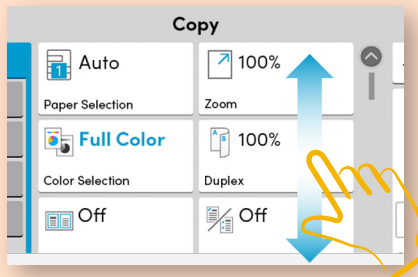 Copy
Auto
100%
Paper Selection
Zoom
Full Color
100%
Color Selection
Duplex
Off
Off